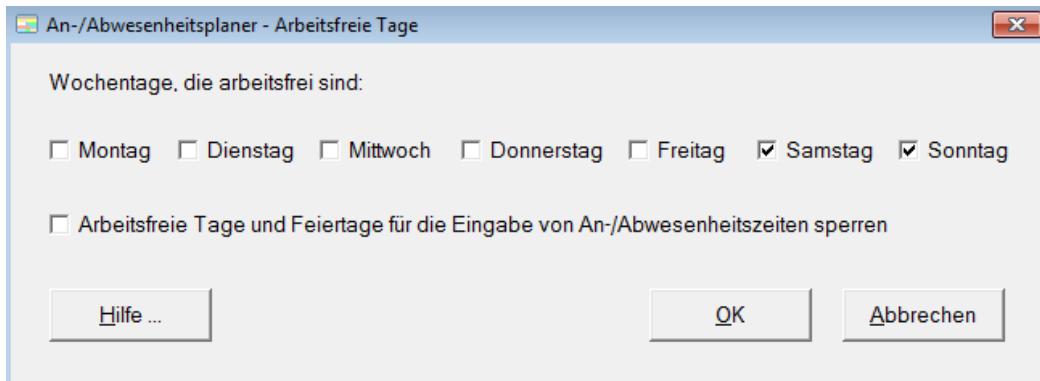 An-/Abwesenheitsplaner - Arbeitsfreie Tage
Wochentage, die arbeitsfrei sind:
Montag Dienstag Mittwoch Donnerstag Freitag Samstag Sonntag
Arbeitsfreie Tage und Feiertage für die Eingabe von An-/Abwesenheitszeiten sperren
Hilfe ... OK Abbrechen